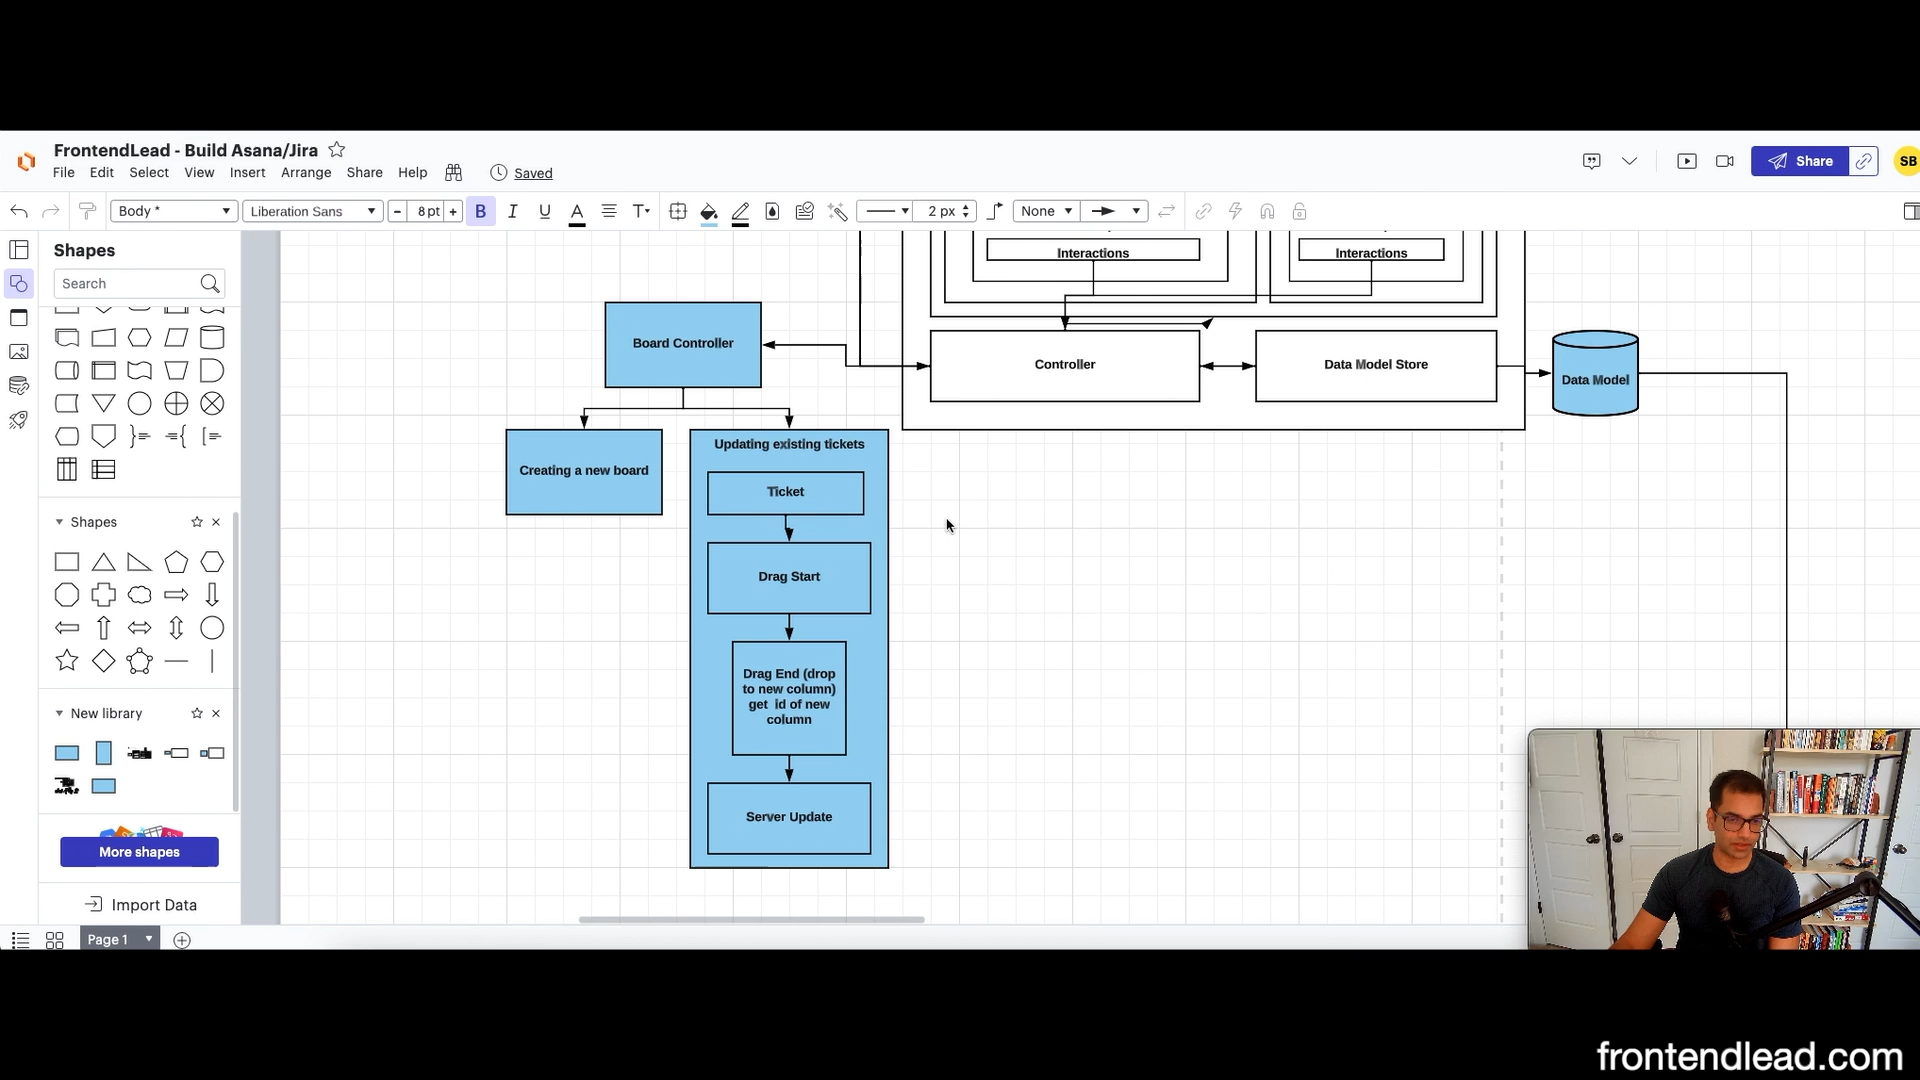 FrontendLead - Build Asana/Jira
File Edit Select View Insert Arrange Share Help Saved
Share
SB
Body *
Liberation Sans
- 8 pt +
B I U A T
2 px
None
Shapes
Search
Shapes
New library
More shapes
Import Data
Page 1
Interactions
Interactions
Board Controller
Controller
Data Model Store
Data Model
Creating a new board
Updating existing tickets
Ticket
Drag Start
Drag End (drop
to new column)
get id of new
column
Server Update
frontendlead.com